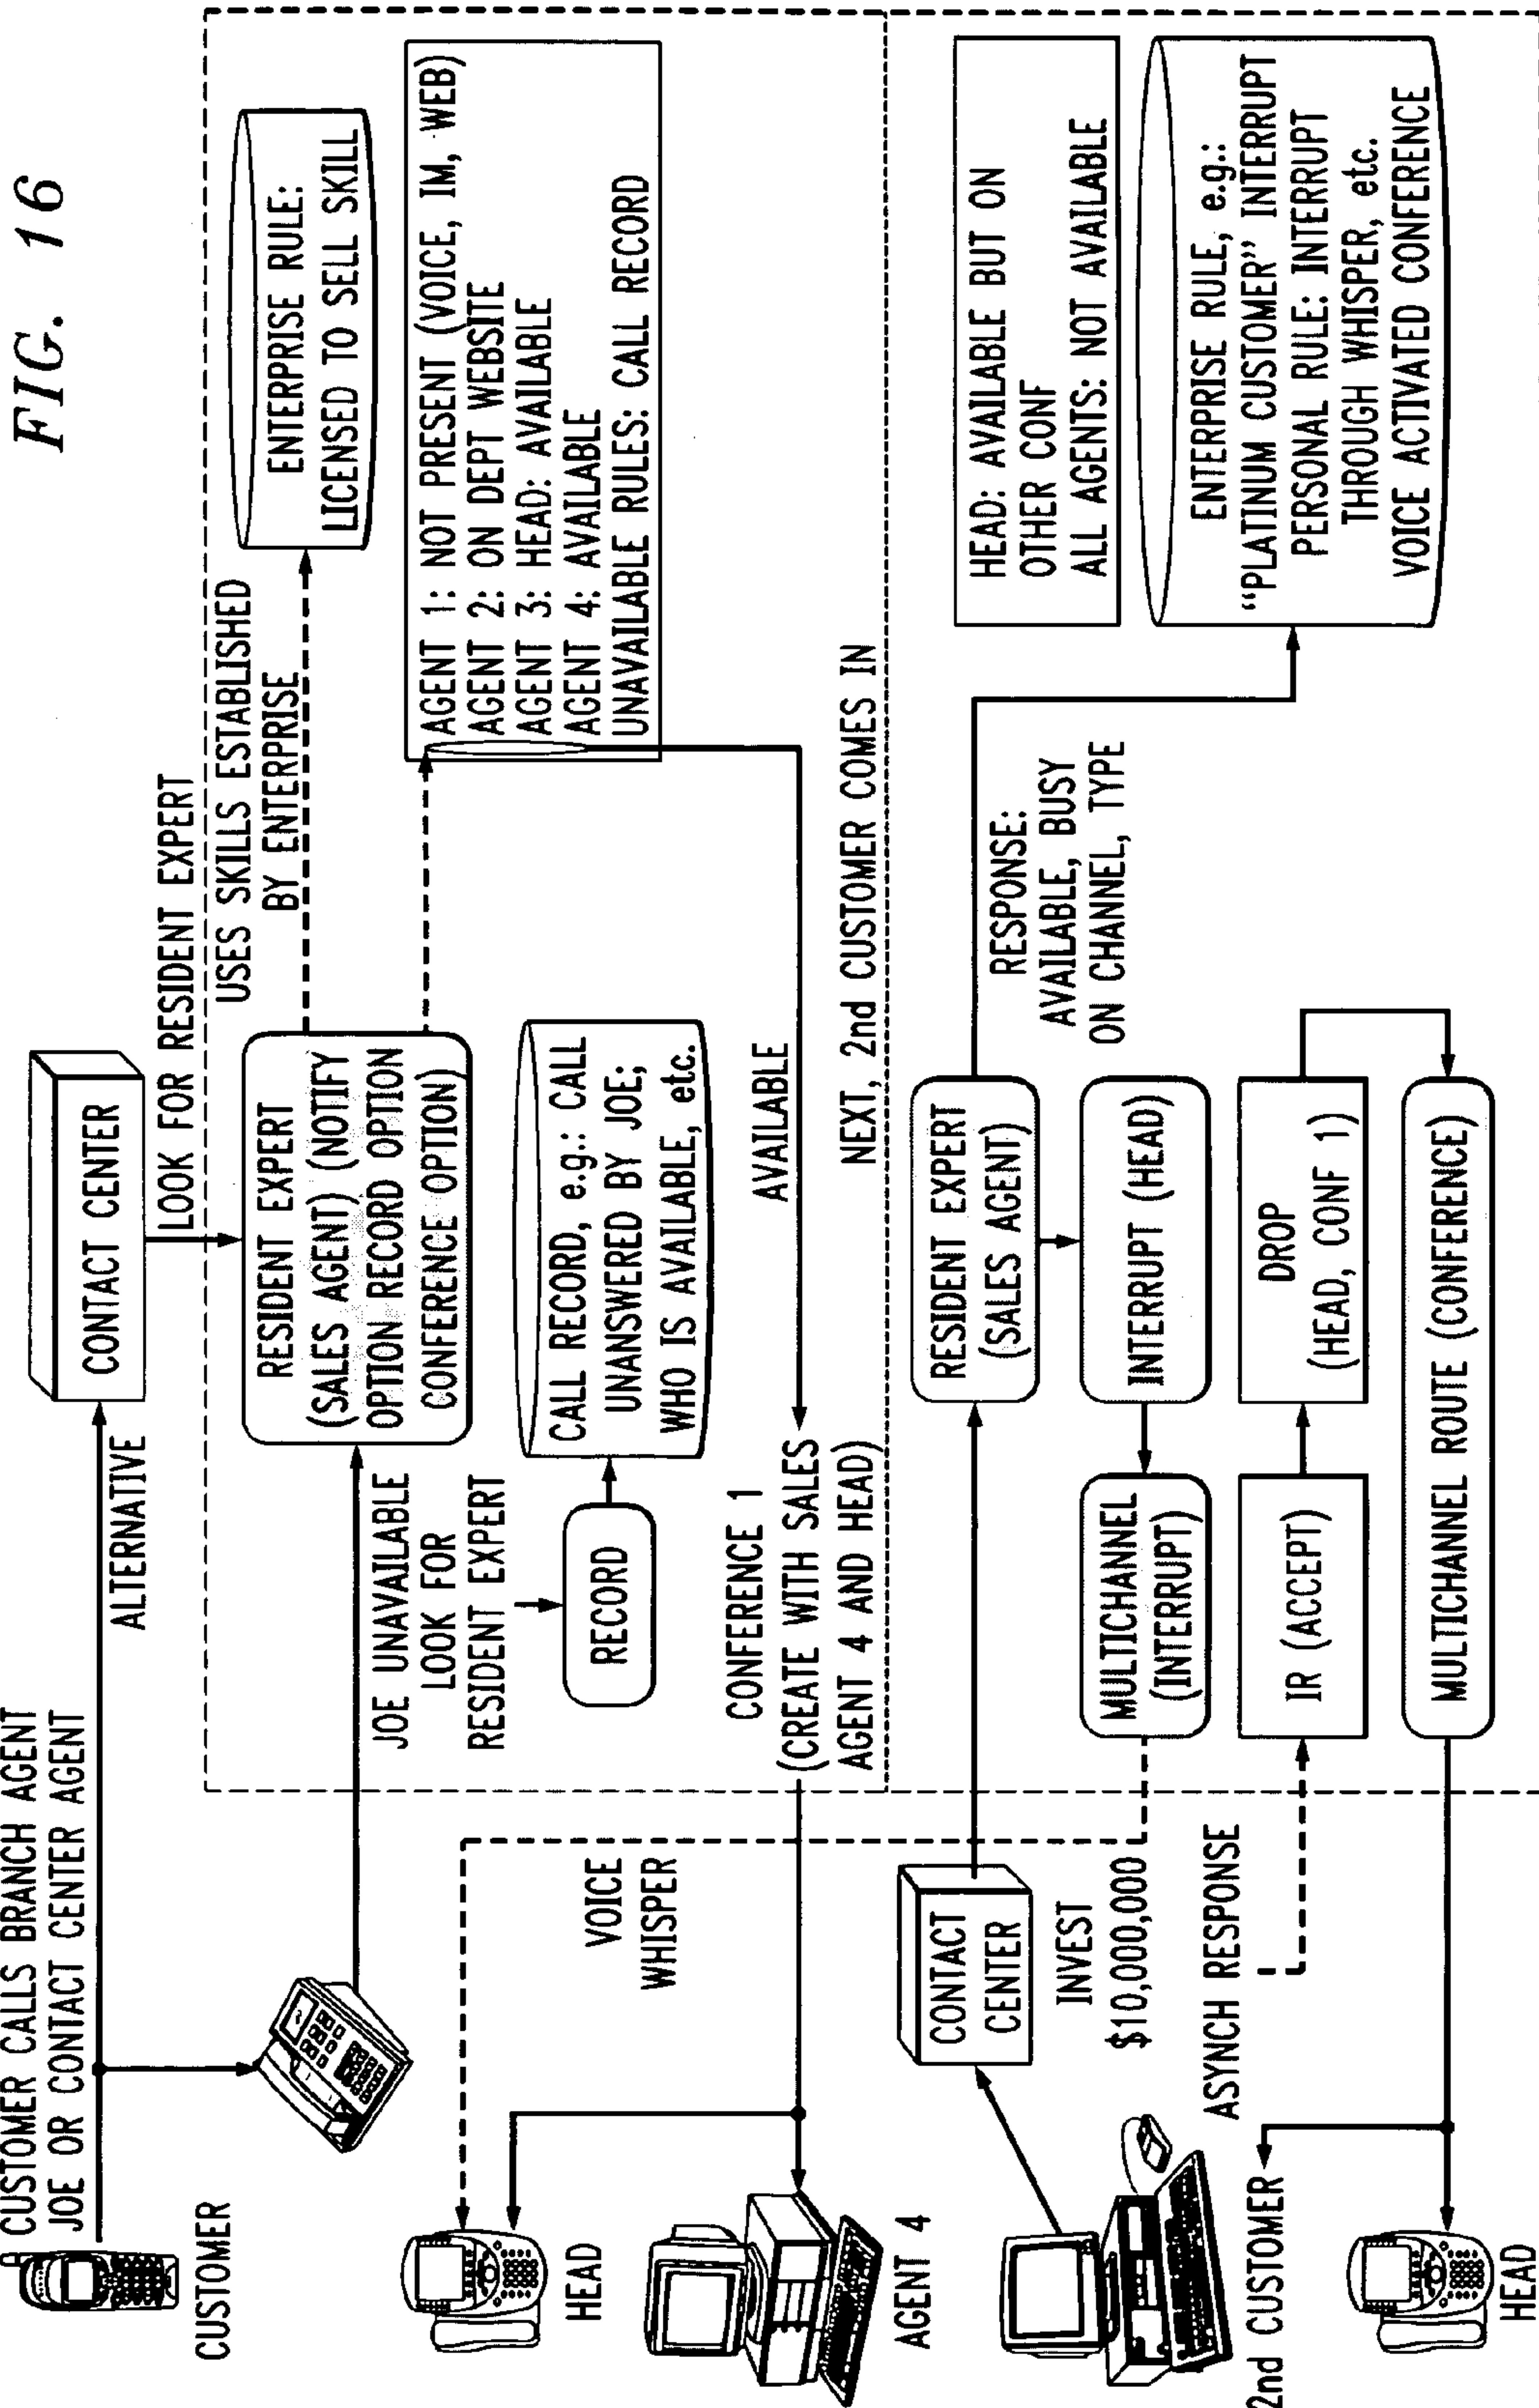 FIG. 16
CUSTOMER CALLS BRANCH AGENT
JOE OR CONTACT CENTER AGENT
ALTERNATIVE
CONTACT CENTER
LOOK FOR RESIDENT EXPERT
CUSTOMER
USES SKILLS ESTABLISHED
BY ENTERPRISE
ENTERPRISE RULE:
LICENSED TO SELL SKILL
RESIDENT EXPERT
(SALES AGENT) (NOTIFY
OPTION RECORD OPTION
CONFERENCE OPTION)
JOE UNAVAILABLE
LOOK FOR
RESIDENT EXPERT
RECORD
CALL RECORD, e.g.: CALL
UNANSWERED BY JOE;
WHO IS AVAILABLE, etc.
AGENT 1: NOT PRESENT (VOICE, IM, WEB)
AGENT 2: ON DEPT WEBSITE
AGENT 3: HEAD: AVAILABLE
AGENT 4: AVAILABLE
UNAVAILABLE RULES: CALL RECORD
HEAD
VOICE
WHISPER
CONFERENCE 1
(CREATE WITH SALES
AGENT 4 AND HEAD)
AVAILABLE
AGENT 4
NEXT, 2nd CUSTOMER COMES IN
CONTACT
CENTER
INVEST
$10,000,000
RESIDENT EXPERT
(SALES AGENT)
RESPONSE:
AVAILABLE, BUSY
ON CHANNEL, TYPE
HEAD: AVAILABLE BUT ON
OTHER CONF
ALL AGENTS: NOT AVAILABLE
ENTERPRISE RULE, e.g.:
"PLATINUM CUSTOMER" INTERRUPT
PERSONAL RULE: INTERRUPT
THROUGH WHISPER, etc.
VOICE ACTIVATED CONFERENCE
MULTICHANNEL
(INTERRUPT)
INTERRUPT (HEAD)
ASYNCH RESPONSE
IR (ACCEPT)
DROP
(HEAD, CONF 1)
2nd CUSTOMER
MULTICHANNEL ROUTE (CONFERENCE)
HEAD